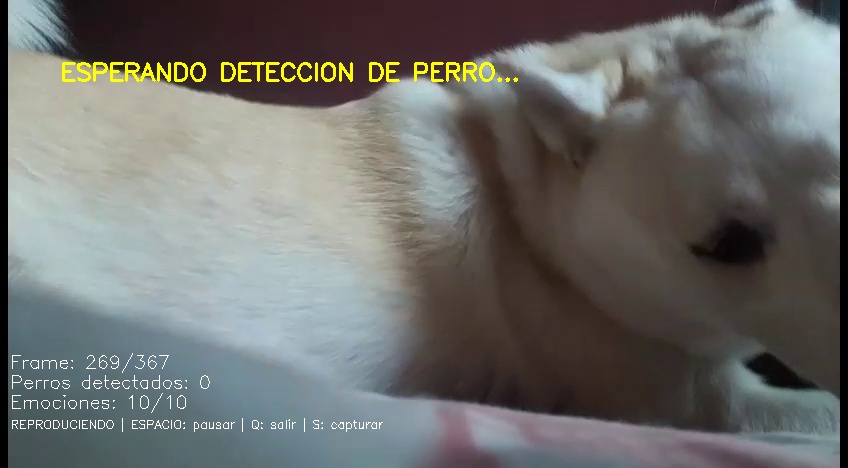 ESPERANDO DETECCION DE PERRO...
Frame: 269/367
Perros detectados: 0
Emociones: 10/10
REPRODUCIENDO | ESPACIO: pausar | Q: salir | S: capturar